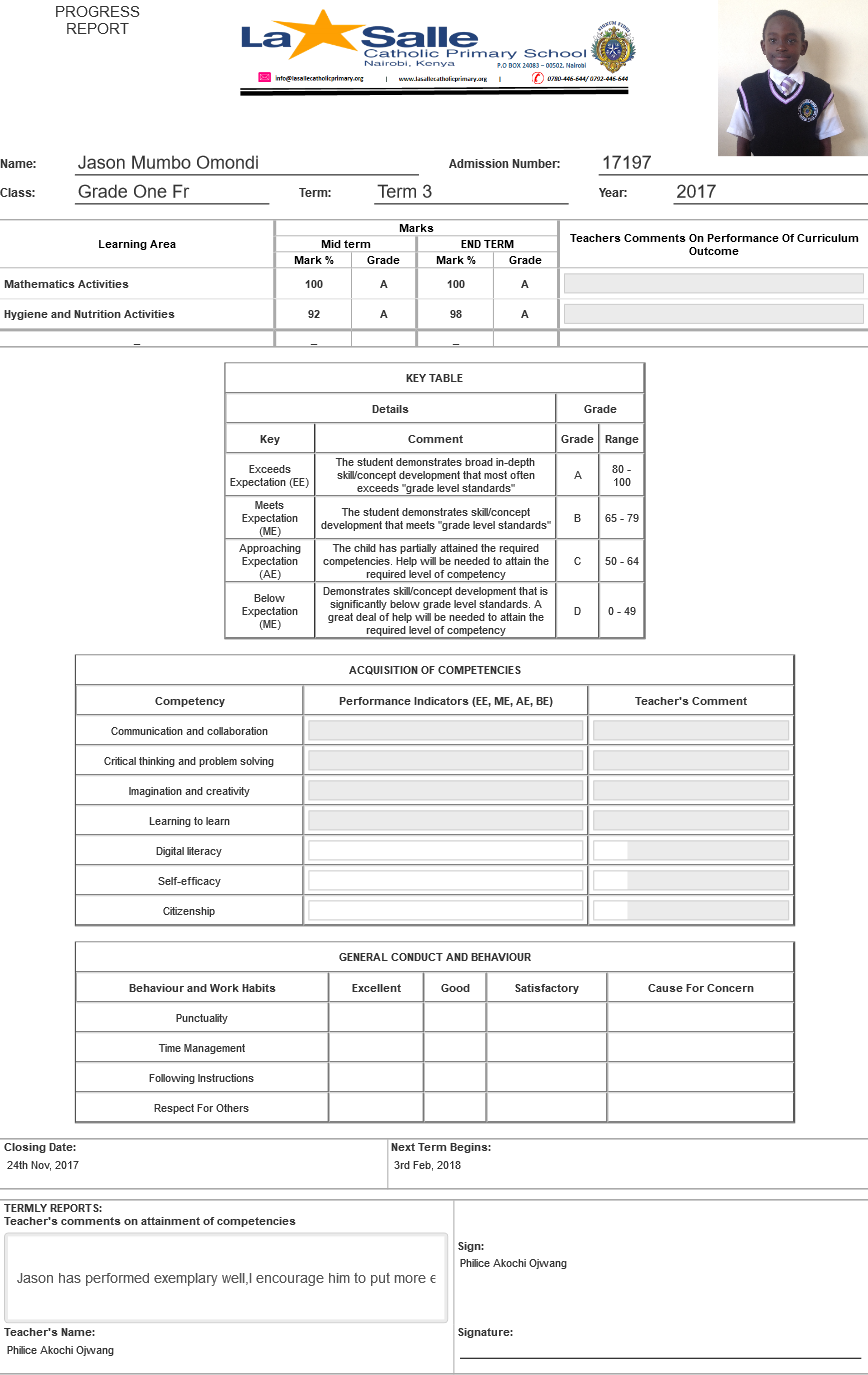 PROGRESS
REPORT
La Salle
Catholic Primary School
Nairobi, Kenya
P.O BOX 24083 – 00502, Nairobi
info@lasallecatholicprimary.org | www.lasallecatholicprimary.org | 0780-446-644/ 0792-446-644
Name: Jason Mumbo Omondi Admission Number: 17197
Class: Grade One Fr Term: Term 3 Year: 2017
Learning Area Marks Teachers Comments On Performance Of Curriculum Outcome
Mid term END TERM
Mark % Grade Mark % Grade
Mathematics Activities 100 A 100 A
Hygiene and Nutrition Activities 92 A 98 A
_ _ _
KEY TABLE
Details Grade
Key Comment Grade Range
Exceeds Expectation (EE) The student demonstrates broad in-depth skill/concept development that most often exceeds "grade level standards" A 80 - 100
Meets Expectation (ME) The student demonstrates skill/concept development that meets "grade level standards" B 65 - 79
Approaching Expectation (AE) The child has partially attained the required competencies. Help will be needed to attain the required level of competency C 50 - 64
Below Expectation (ME) Demonstrates skill/concept development that is significantly below grade level standards. A great deal of help will be needed to attain the required level of competency D 0 - 49
ACQUISITION OF COMPETENCIES
Competency Performance Indicators (EE, ME, AE, BE) Teacher's Comment
Communication and collaboration
Critical thinking and problem solving
Imagination and creativity
Learning to learn
Digital literacy
Self-efficacy
Citizenship
GENERAL CONDUCT AND BEHAVIOUR
Behaviour and Work Habits Excellent Good Satisfactory Cause For Concern
Punctuality
Time Management
Following Instructions
Respect For Others
Closing Date: Next Term Begins:
24th Nov, 2017 3rd Feb, 2018
TERMLY REPORTS:
Teacher's comments on attainment of competencies
Sign:
Philice Akochi Ojwang
Jason has performed exemplary well,I encourage him to put more e
Teacher's Name: Signature:
Philice Akochi Ojwang